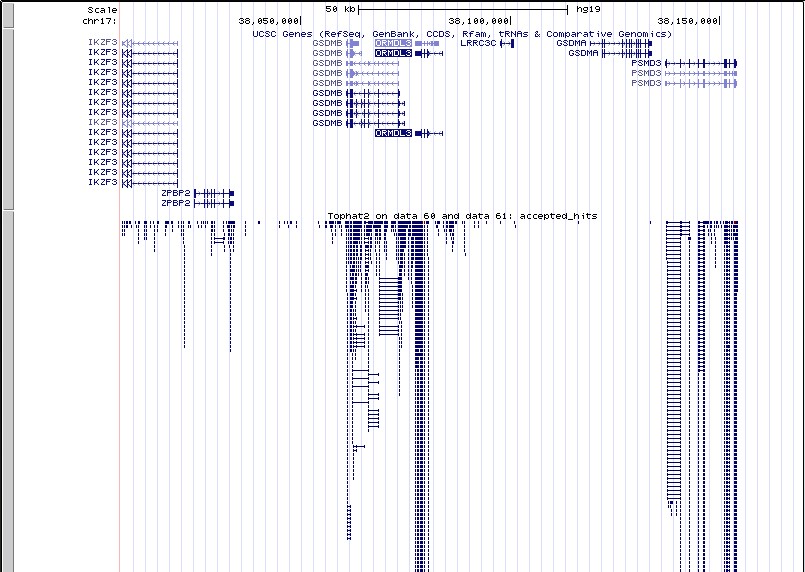 Scale 50 kb hg19
chr17: 38,050,000 38,100,000 38,150,000
UCSC Genes (RefSeq, GenBank, CCDS, Rfam, tRNAs & Comparative Genomics)
IKZF3 GSDMB ORMDL3 LRRC3C GSDMA
IKZF3 GSDMB ORMDL3 GSDMA
IKZF3 GSDMB PSMD3
IKZF3 GSDMB PSMD3
IKZF3 GSDMB PSMD3
IKZF3 GSDMB
IKZF3 GSDMB
IKZF3 GSDMB
IKZF3 GSDMB
IKZF3 ORMDL3
IKZF3
IKZF3
IKZF3
IKZF3
IKZF3
ZPBP2
ZPBP2
Tophat2 on data 60 and data 61: accepted_hits